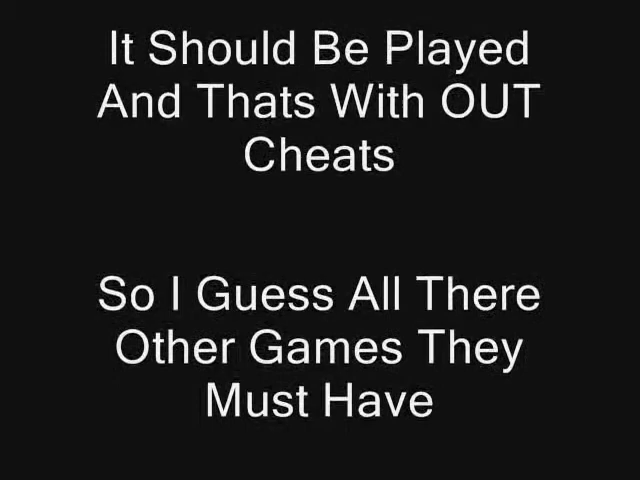 It Should Be Played
And Thats With OUT
Cheats
So I Guess All There
Other Games They
Must Have